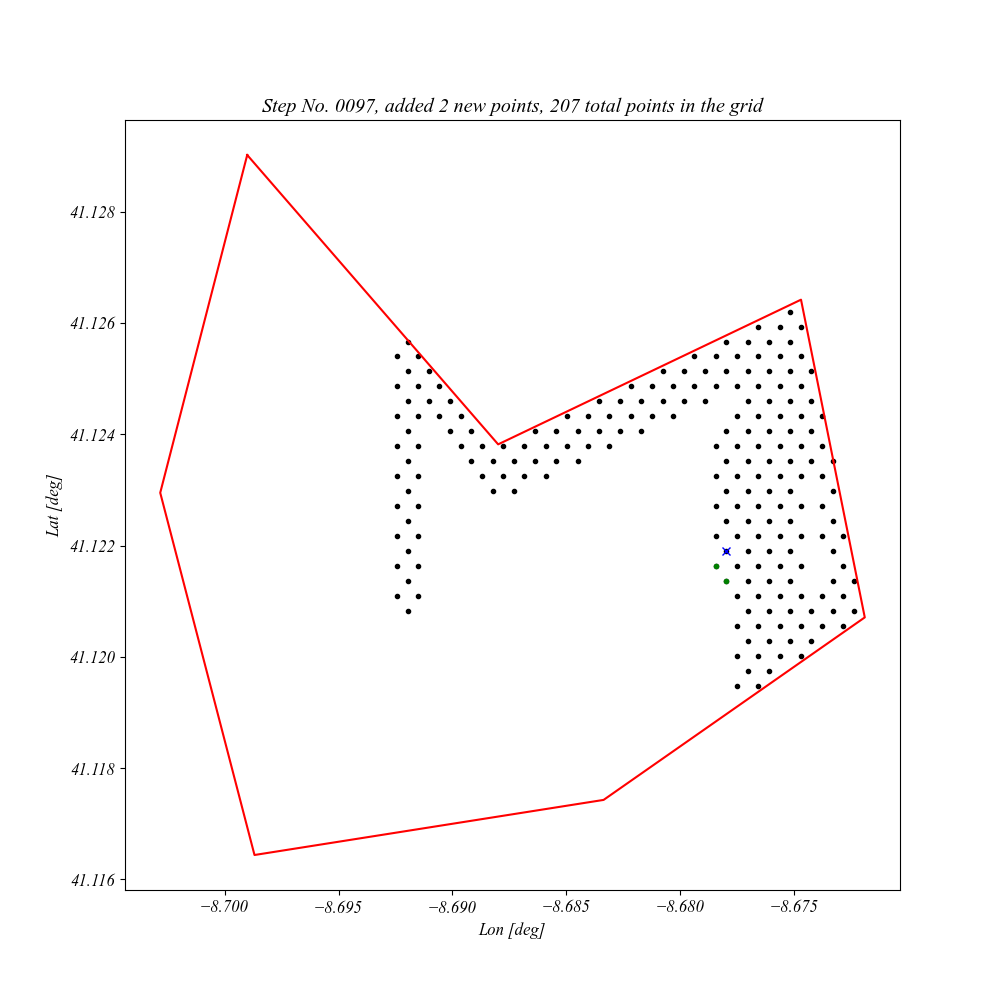 Step No. 0097, added 2 new points, 207 total points in the grid
41.128
41.126
41.124
41.122
41.120
41.118
41.116
Lat [deg]
−8.700 −8.695 −8.690 −8.685 −8.680 −8.675
Lon [deg]